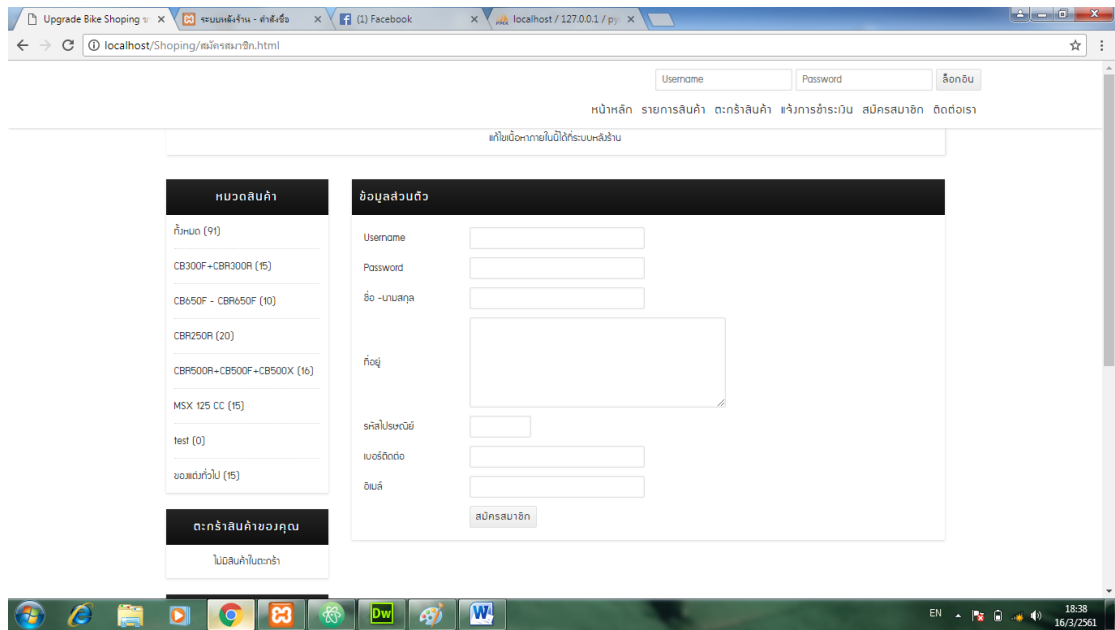 Upgrade Bike Shoping
ระบบหลังร้าน - คำสั่งซื้อ
(1) Facebook
localhost / 127.0.0.1 /
localhost/Shoping/สมัครสมาชิก.html
Username Password ล็อกอิน
หน้าหลัก รายการสินค้า ตะกร้าสินค้า แจ้งการชำระเงิน สมัครสมาชิก ติดต่อเรา
แก้ไขเนื้อหาภายในนี้ได้ที่ระบบหลังร้าน
หมวดสินค้า
ทั้งหมด (91)
CB300F+CBR300R (15)
CB650F - CBR650F (10)
CBR250R (20)
CBR500R+CB500F+CB500X (16)
MSX 125 CC (15)
test (0)
ของแต่งทั่วไป (15)
ตะกร้าสินค้าของคุณ
ไม่มีสินค้าในตะกร้า
ข้อมูลส่วนตัว
Username
Password
ชื่อ -นามสกุล
ที่อยู่
รหัสไปรษณีย์
เบอร์ติดต่อ
อีเมล์
สมัครสมาชิก
Dw
EN
18:38
16/3/2561